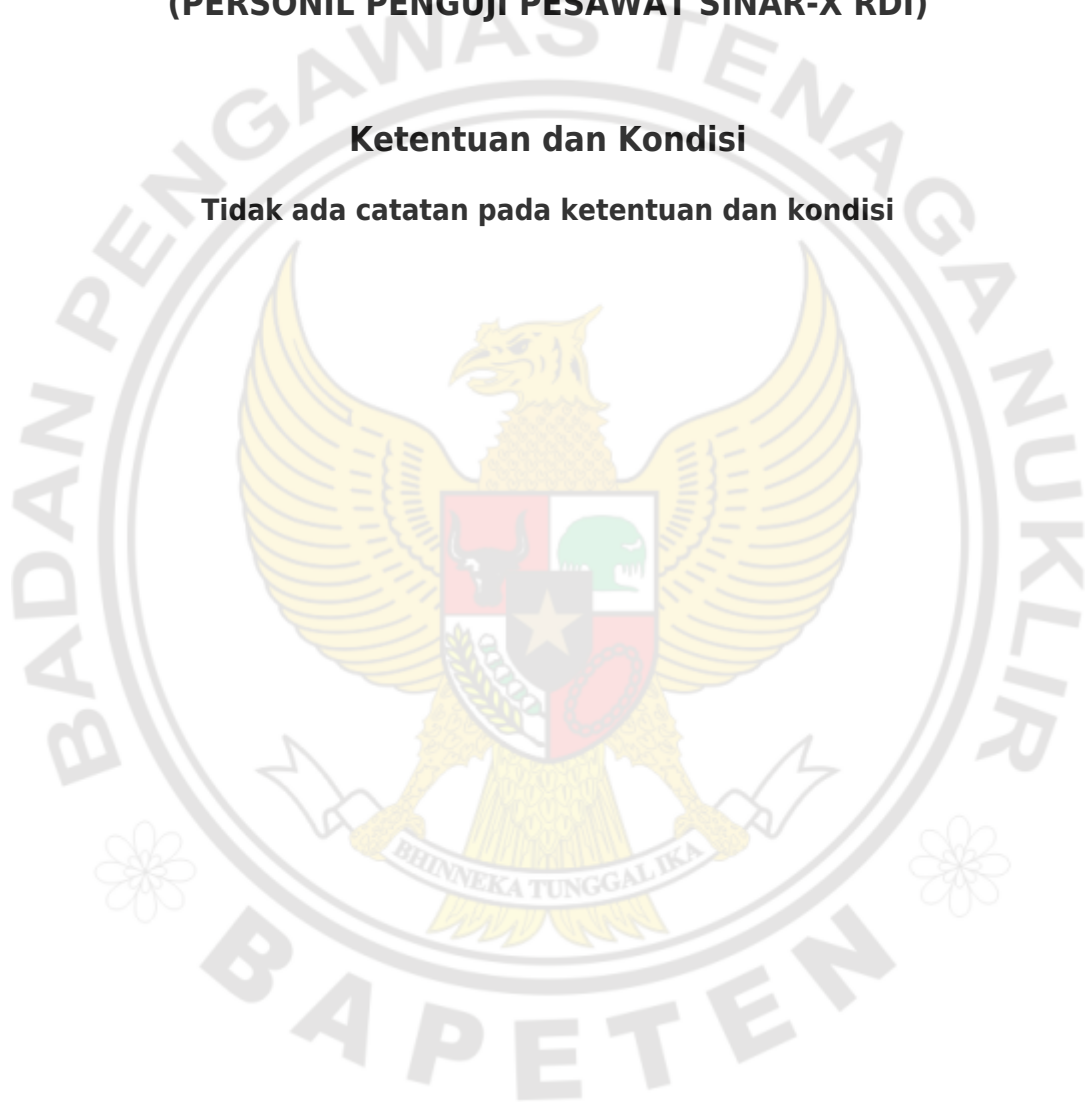 (PERSONIL PENGUJI PESAWAT SINAR-X RDI)
BADAN PENGAWAS TENAGA NUKLIR
Ketentuan dan Kondisi
Tidak ada catatan pada ketentuan dan kondisi
BHINNEKA TUNGGAL IKA
BAPETEN